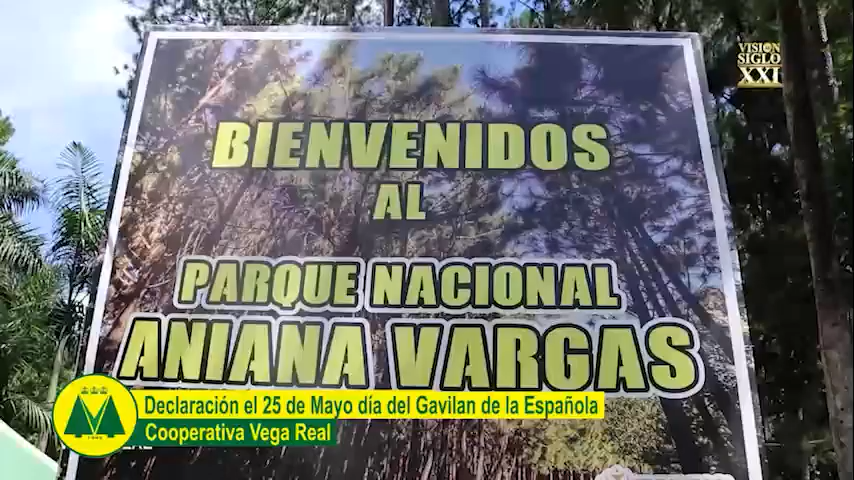 VISION
SIGLO
XXI
BIENVENIDOS
AL
PARQUE NACIONAL
ANIANA VARGAS
Declaración el 25 de Mayo día del Gavilan de la Española
Cooperativa Vega Real